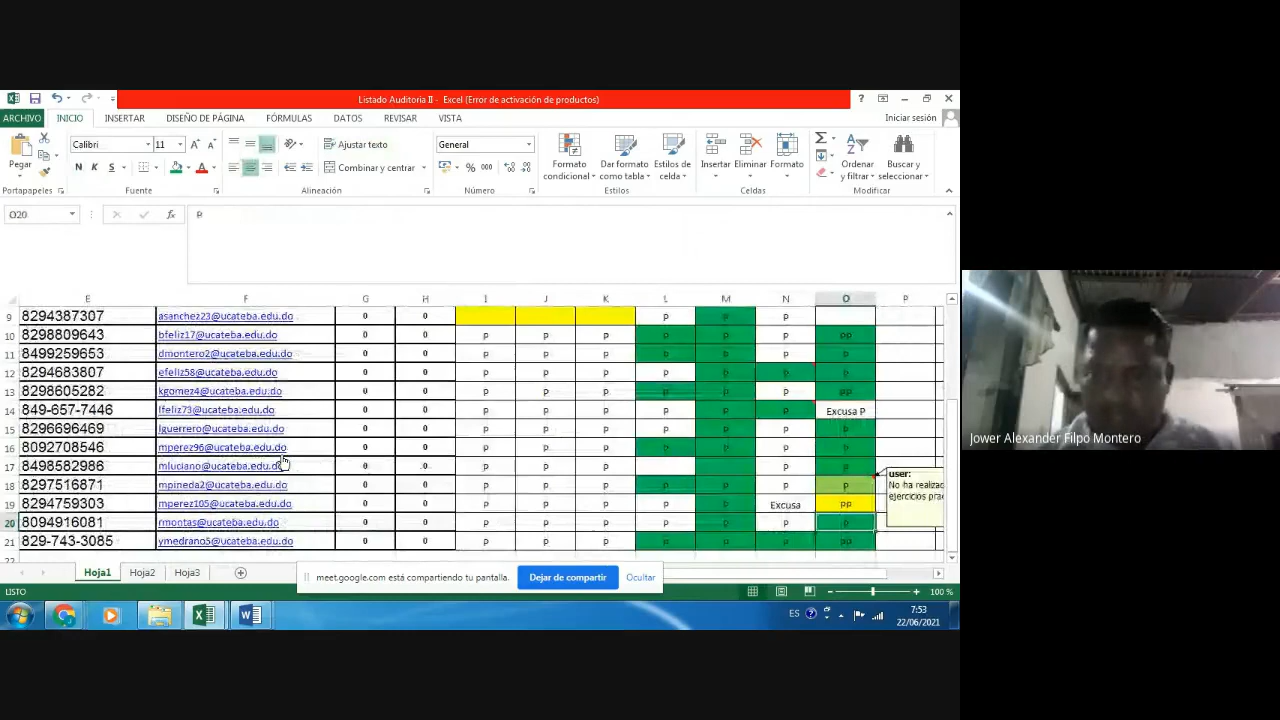 Listado Auditoria II - Excel (Error de activación de productos)
ARCHIVO INICIO INSERTAR DISEÑO DE PÁGINA FÓRMULAS DATOS REVISAR VISTA Iniciar sesión
Calibri 11 Ajustar texto General
Pegar N K S Combinar y centrar % 000 Formato condicional Dar formato como tabla Estilos de celda Insertar Eliminar Formato Ordenar y filtrar Buscar y seleccionar
Portapapeles Fuente Alineación Número Estilos Celdas Modificar
O20 fx P
E F G H I J K L M N O P
9 8294387307 asanchez23@ucateba.edu.do 0 0 p p p
10 8298809643 bfeliz17@ucateba.edu.do 0 0 p p p p p p pp
11 8499259653 dmontero2@ucateba.edu.do 0 0 p p p p p p p
12 8294683807 efeliz58@ucateba.edu.do 0 0 p p p p p p p
13 8298605282 kgomez4@ucateba.edu.do 0 0 p p p p p p pp
14 849-657-7446 lfeliz73@ucateba.edu.do 0 0 p p p p p p Excusa P
15 8296696469 lguerrero@ucateba.edu.do 0 0 p p p p p p p
16 8092708546 mperez96@ucateba.edu.do 0 0 p p p p p p p
17 8498582986 mluciano@ucateba.edu.do 0 0 p p p p p p
18 8297516871 mpineda2@ucateba.edu.do 0 0 p p p p p p p
19 8294759303 mperez105@ucateba.edu.do 0 0 p p p p p Excusa pp
20 8094916081 rmontas@ucateba.edu.do 0 0 p p p p p p p
21 829-743-3085 ymedrano5@ucateba.edu.do 0 0 p p p p p p pp
22
user:
No ha realizad
ejercicios prac
Hoja1 Hoja2 Hoja3
meet.google.com está compartiendo tu pantalla. Dejar de compartir Ocultar
LISTO 100 %
ES 7:53
22/06/2021
Jower Alexander Filpo Montero